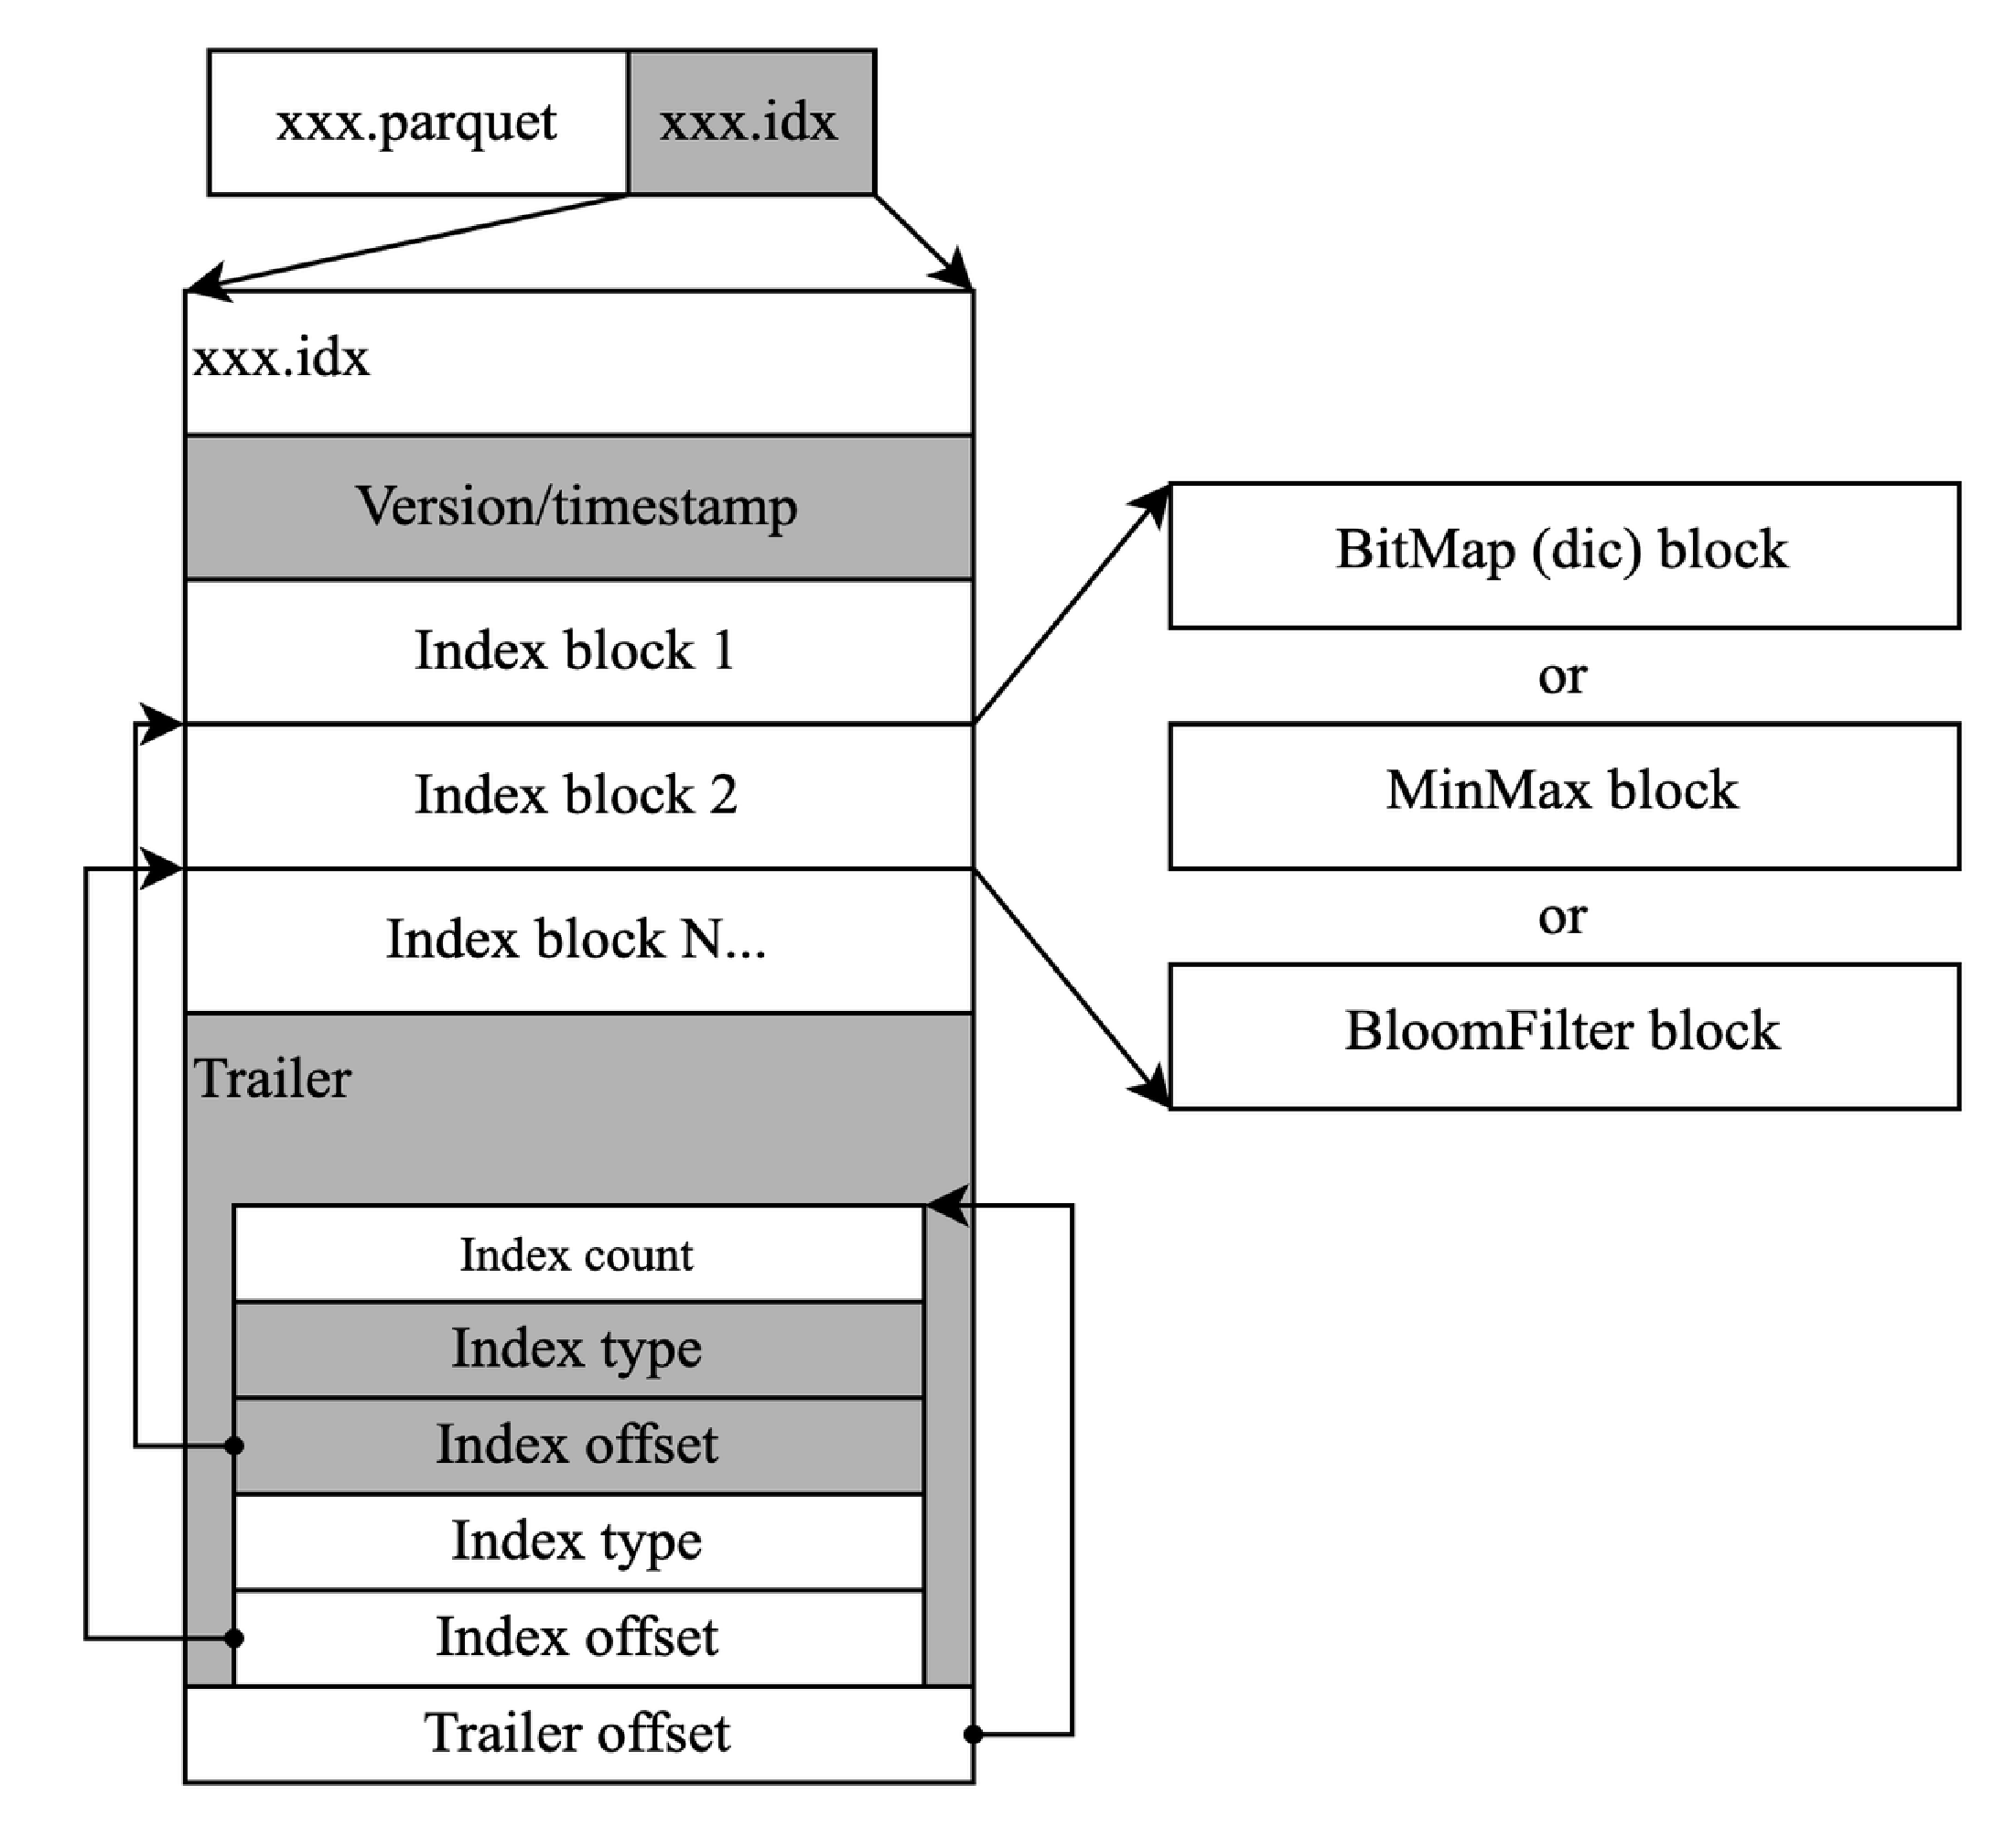 xxx.parquet
xxx.idx
xxx.idx
Version/timestamp
Index block 1
Index block 2
Index block N...
BitMap (dic) block
or
MinMax block
or
BloomFilter block
Trailer
Index count
Index type
Index offset
Index type
Index offset
Trailer offset